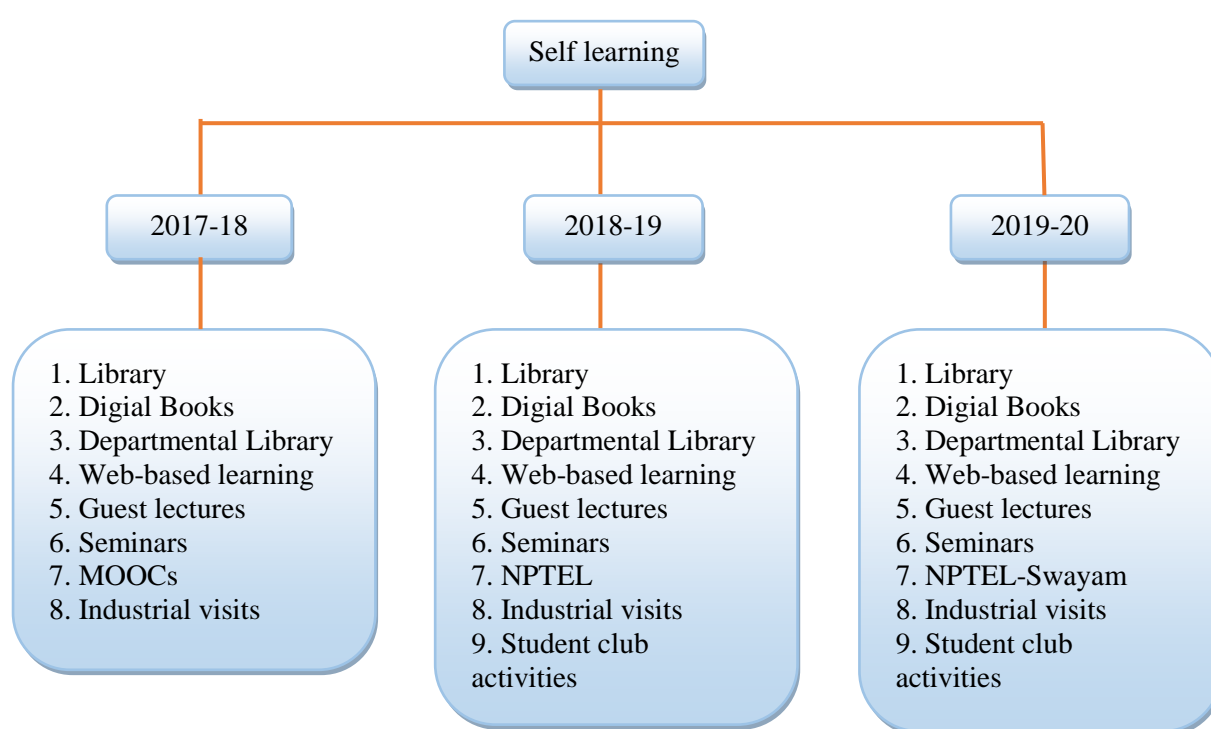 Self learning
2017-18
2018-19
2019-20
1. Library
2. Digial Books
3. Departmental Library
4. Web-based learning
5. Guest lectures
6. Seminars
7. MOOCs
8. Industrial visits
1. Library
2. Digial Books
3. Departmental Library
4. Web-based learning
5. Guest lectures
6. Seminars
7. NPTEL
8. Industrial visits
9. Student club
activities
1. Library
2. Digial Books
3. Departmental Library
4. Web-based learning
5. Guest lectures
6. Seminars
7. NPTEL-Swayam
8. Industrial visits
9. Student club
activities